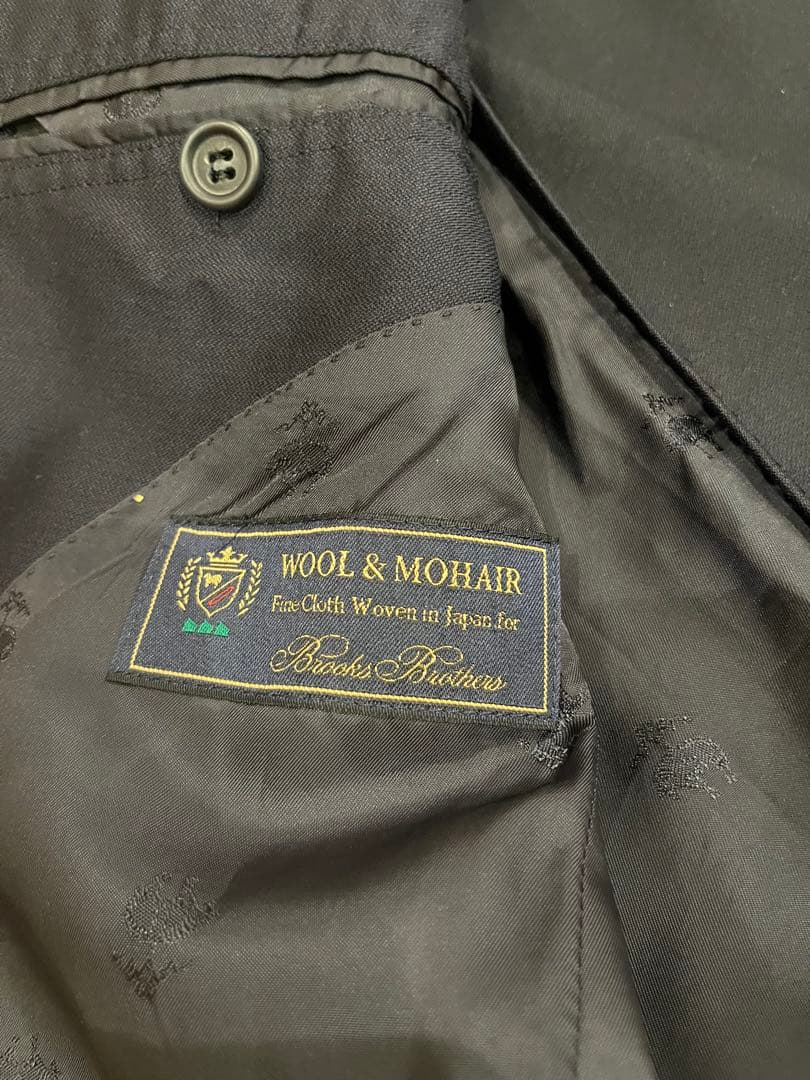 WOOL & MOHAIR
Fine Cloth Woven in Japan for
Brooks Brothers